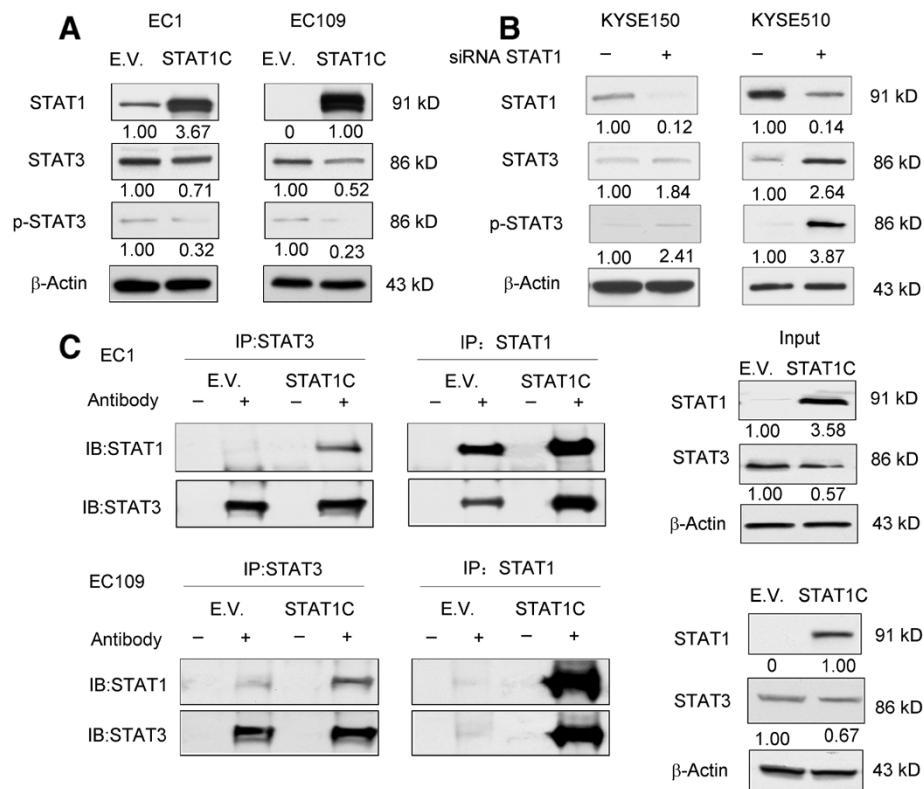 A EC1 EC109
E.V. STAT1C E.V. STAT1C
STAT1 91 kD
1.00 3.67 0 1.00
STAT3 86 kD
1.00 0.71 1.00 0.52
p-STAT3 86 kD
1.00 0.32 1.00 0.23
β-Actin 43 kD
B KYSE150 KYSE510
siRNA STAT1 – + – +
STAT1 91 kD
1.00 0.12 1.00 0.14
STAT3 86 kD
1.00 1.84 1.00 2.64
p-STAT3 86 kD
1.00 2.41 1.00 3.87
β-Actin 43 kD
C EC1
IP:STAT3 IP: STAT1
E.V. STAT1C E.V. STAT1C
Antibody – + – + – + – +
IB:STAT1
IB:STAT3
Input
E.V. STAT1C
STAT1 91 kD
1.00 3.58
STAT3 86 kD
1.00 0.57
β-Actin 43 kD
EC109
IP:STAT3 IP: STAT1
E.V. STAT1C E.V. STAT1C
Antibody – + – + – + – +
IB:STAT1
IB:STAT3
E.V. STAT1C
STAT1 91 kD
0 1.00
STAT3 86 kD
1.00 0.67
β-Actin 43 kD